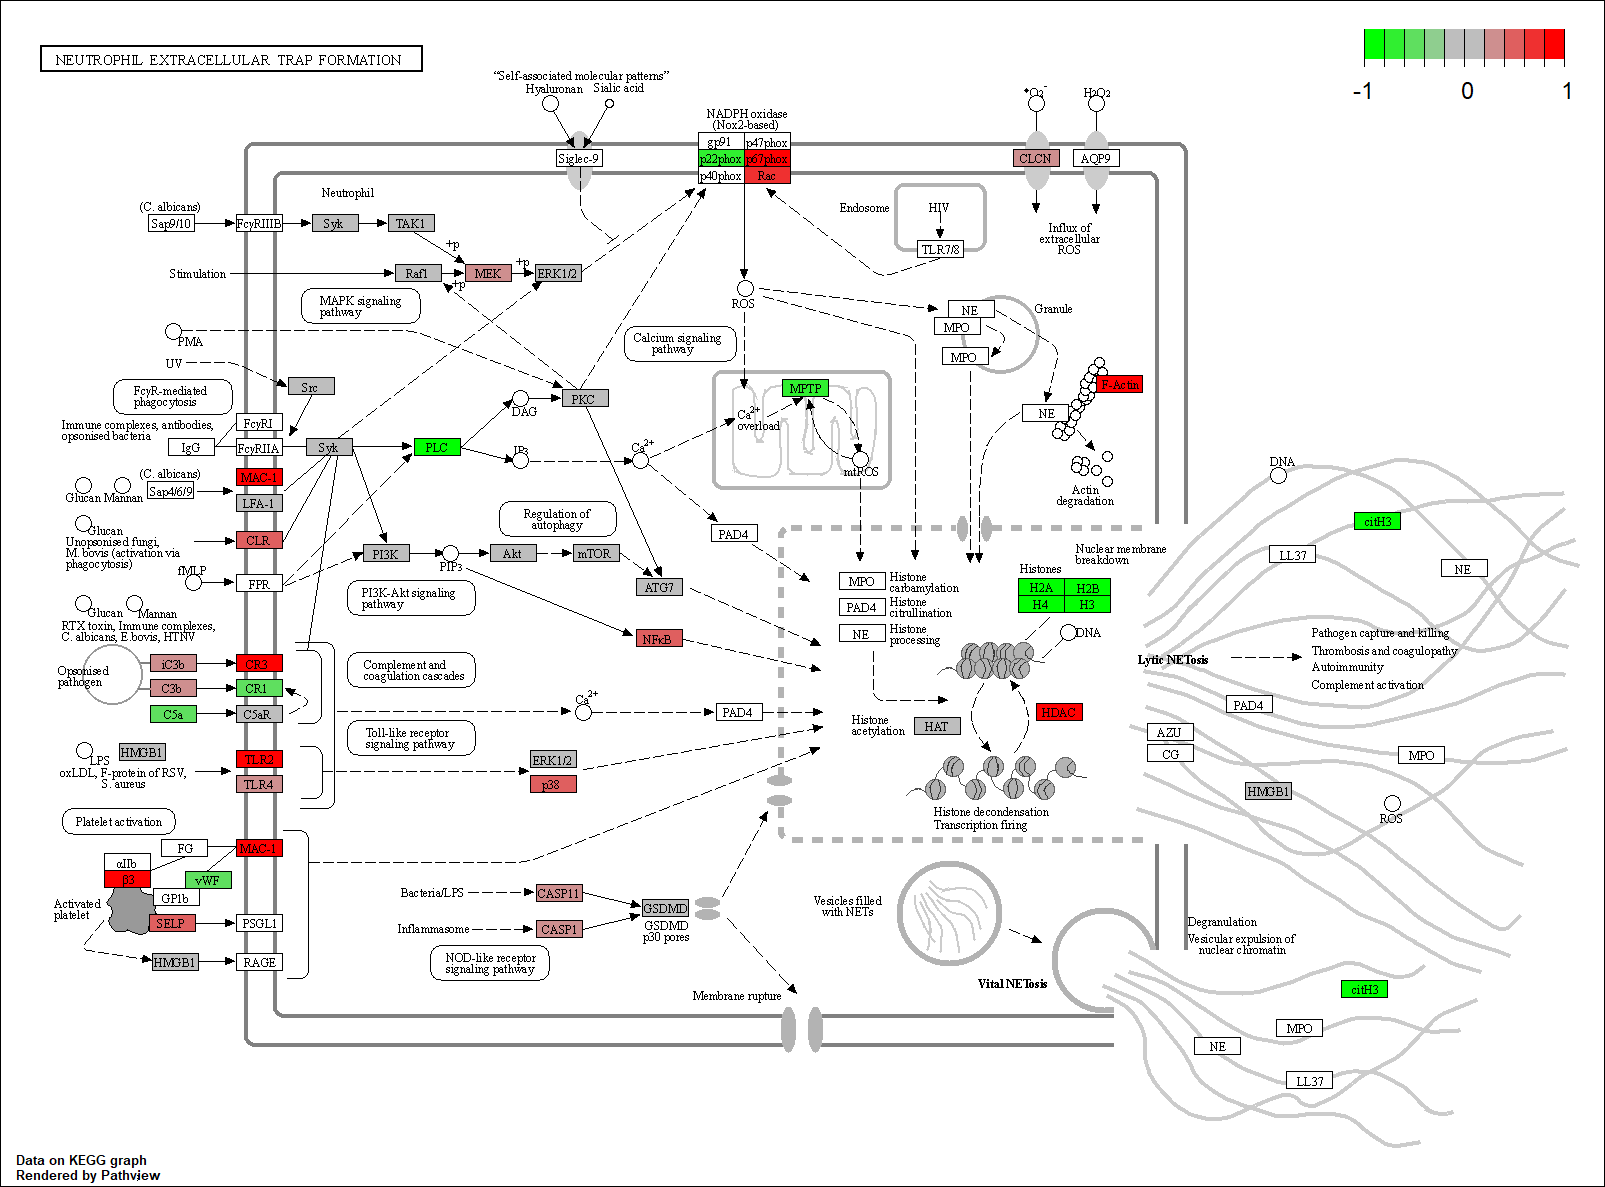 NEUTROPHIL EXTRACELLULAR TRAP FORMATION
-1
0
1
"Self-associated molecular patterns"
Hyaluronan
Sialic acid
Siglec-9
NADPH oxidase
(Nox2-based)
gp91
p47phox
p22phox
p67phox
p40phox
Rac
•O2-
H2O2
CLCN
AQP9
Influx of
extracellular
ROS
Neutrophil
(C. albicans)
Sap9/10
FcγRIIIB
Syk
TAK1
+p
Stimulation
Raf1
MEK
+p
ERK1/2
+p
MAPK signaling
pathway
Endosome
HIV
TLR7/8
ROS
Granule
NE
MPO
MPO
PMA
UV
Calcium signaling
pathway
Src
FcγR-mediated
phagocytosis
PKC
DAG
MPTP
Ca2+
overload
mtROS
F-Actin
NE
Actin
degradation
Immune complexes, antibodies,
opsonised bacteria
FcγRI
IgG
FcγRIIA
Syk
PLC
IP3
Ca2+
MAC-1
(C. albicans)
Glucan
Mannan
Sap4/6/9
LFA-1
Regulation of
autophagy
PAD4
Glucan
Unopsonised fungi,
M. bovis (activation via
phagocytosis)
CLR
PI3K
PIP3
Akt
mTOR
fMLP
FPR
ATG7
PI3K-Akt signaling
pathway
NFκB
Nuclear membrane
breakdown
MPO
Histone
carbamylation
PAD4
Histone
citrullination
NE
Histone
processing
Histones
H2A
H2B
H4
H3
DNA
Glucan
Mannan
RTX toxin, Immune complexes,
C. albicans, E.bovis, HTNV
Opsonised
pathogen
iC3b
CR3
C3b
CR1
C5a
C5aR
Complement and
coagulation cascades
Ca2+
PAD4
Toll-like receptor
signaling pathway
Histone
acetylation
HAT
HDAC
HMGB1
LPS
oxLDL, F-protein of RSV,
S. aureus
TLR2
TLR4
ERK1/2
p38
Histone decondensation
Transcription firing
Platelet activation
FG
MAC-1
αIIb
β3
vWF
GP1b
Activated
platelet
SELP
PSGL1
HMGB1
RAGE
Bacteria/LPS
CASP11
Inflammasome
CASP1
GSDMD
GSDMD
p30 pores
NOD-like receptor
signaling pathway
Membrane rupture
Vesicles filled
with NETs
Vital NETosis
Degranulation
Vesicular expulsion of
nuclear chromatin
DNA
citH3
LL37
NE
Lytic NETosis
Pathogen capture and killing
Thrombosis and coagulopathy
Autoimmunity
Complement activation
PAD4
AZU
CG
MPO
HMGB1
ROS
citH3
MPO
NE
LL37
Data on KEGG graph
Rendered by Pathview